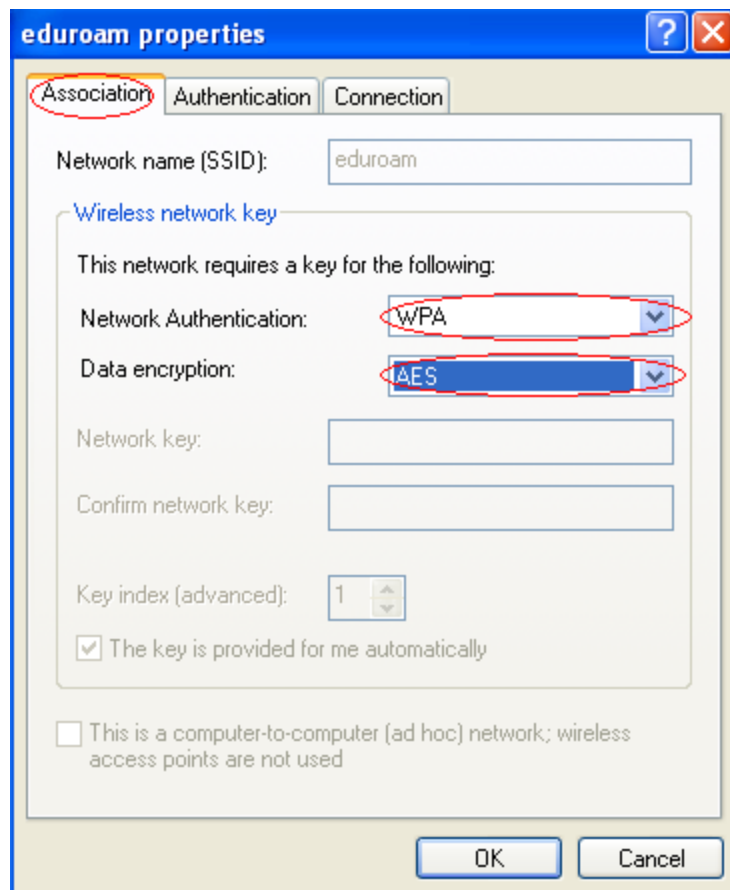 eduroam properties
Association
Authentication
Connection
Network name (SSID):
eduroam
Wireless network key
This network requires a key for the following:
Network Authentication:
WPA
Data encryption:
AES
Network key:
Confirm network key:
Key index (advanced):
1
The key is provided for me automatically
This is a computer-to-computer (ad hoc) network; wireless
access points are not used
OK
Cancel